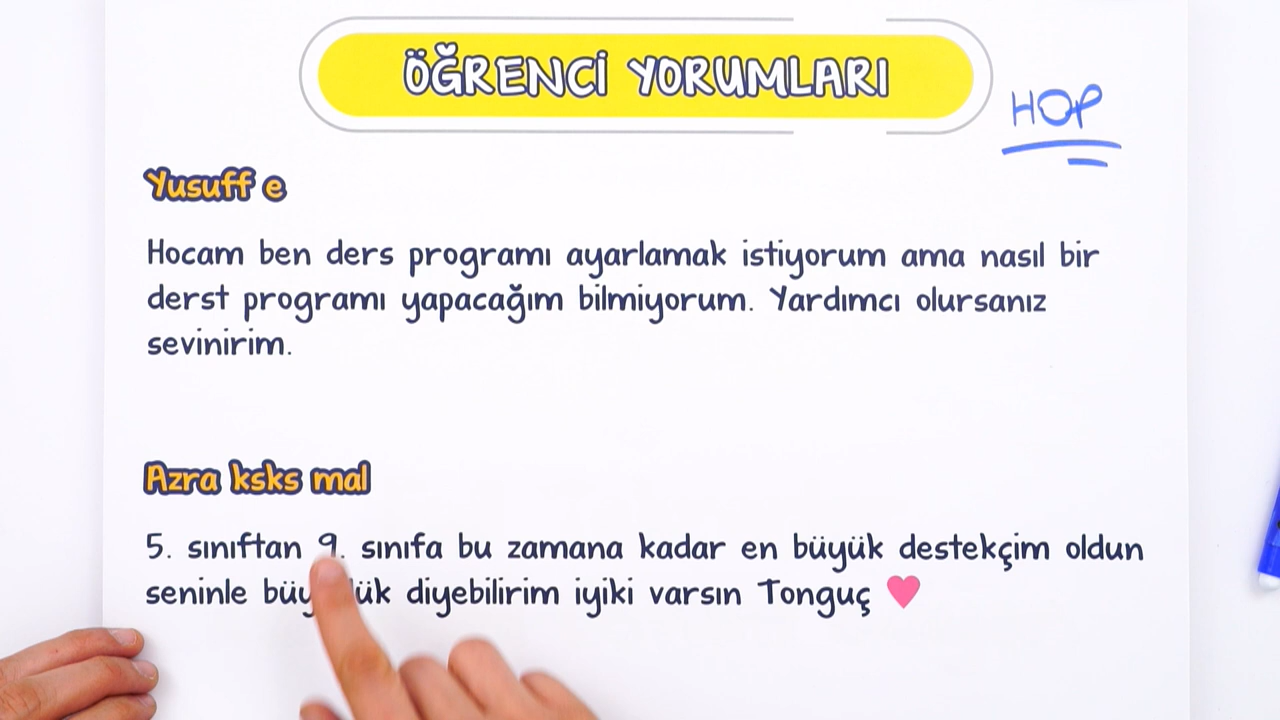 ÖĞRENCİ YORUMLARI
HOP
Yusuff e
Hocam ben ders programı ayarlamak istiyorum ama nasıl bir
derst programı yapacağım bilmiyorum. Yardımcı olursanız
sevinirim.
Azra ksks mal
5. sınıftan 9. sınıfa bu zamana kadar en büyük destekçim oldun
seninle diyebilirim iyiki varsın Tonguç